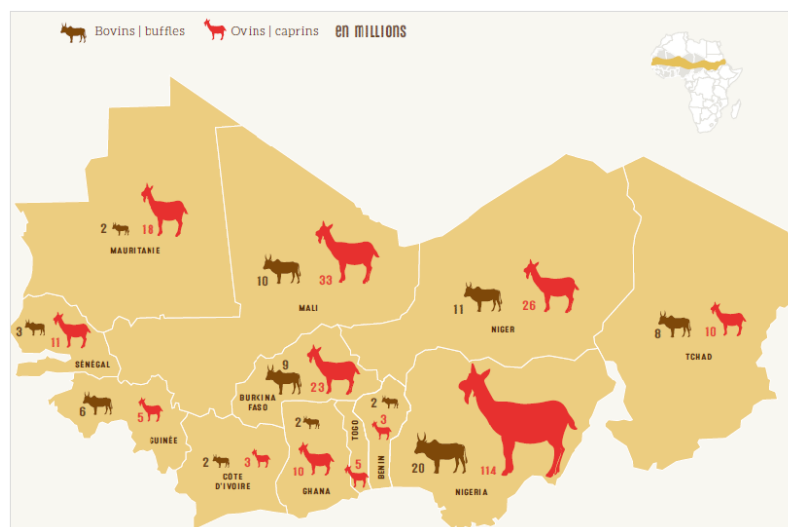 Bovins | buffles Ovins | caprins en millions
2 18
MAURITANIE
10 33
MALI
11 26
NIGER
8 10
TCHAD
3 11
SÉNÉGAL
9
23
BURKINA
FASO
6 5
GUINÉE
2 3
CÔTE
D'IVOIRE
2
10
GHANA
TOGO
5
2
3
BENIN
20 114
NIGERIA